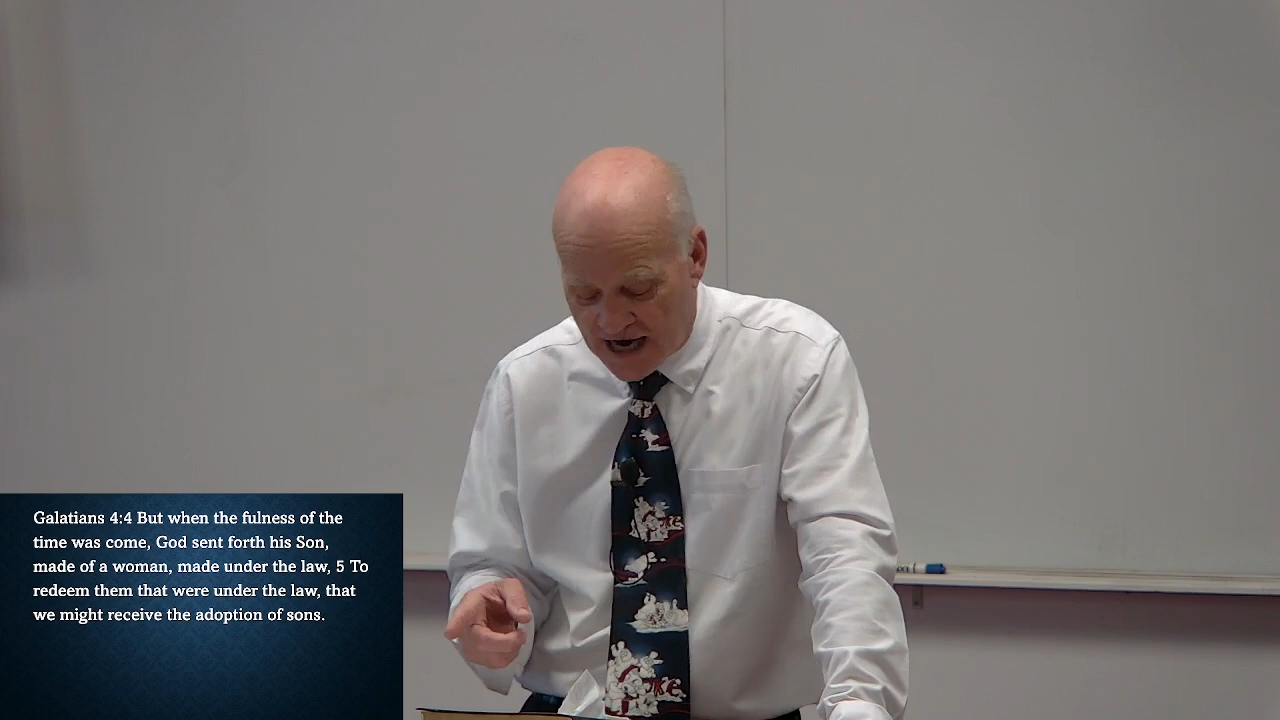 Galatians 4:4 But when the fulness of the
time was come, God sent forth his Son,
made of a woman, made under the law, 5 To
redeem them that were under the law, that
we might receive the adoption of sons.